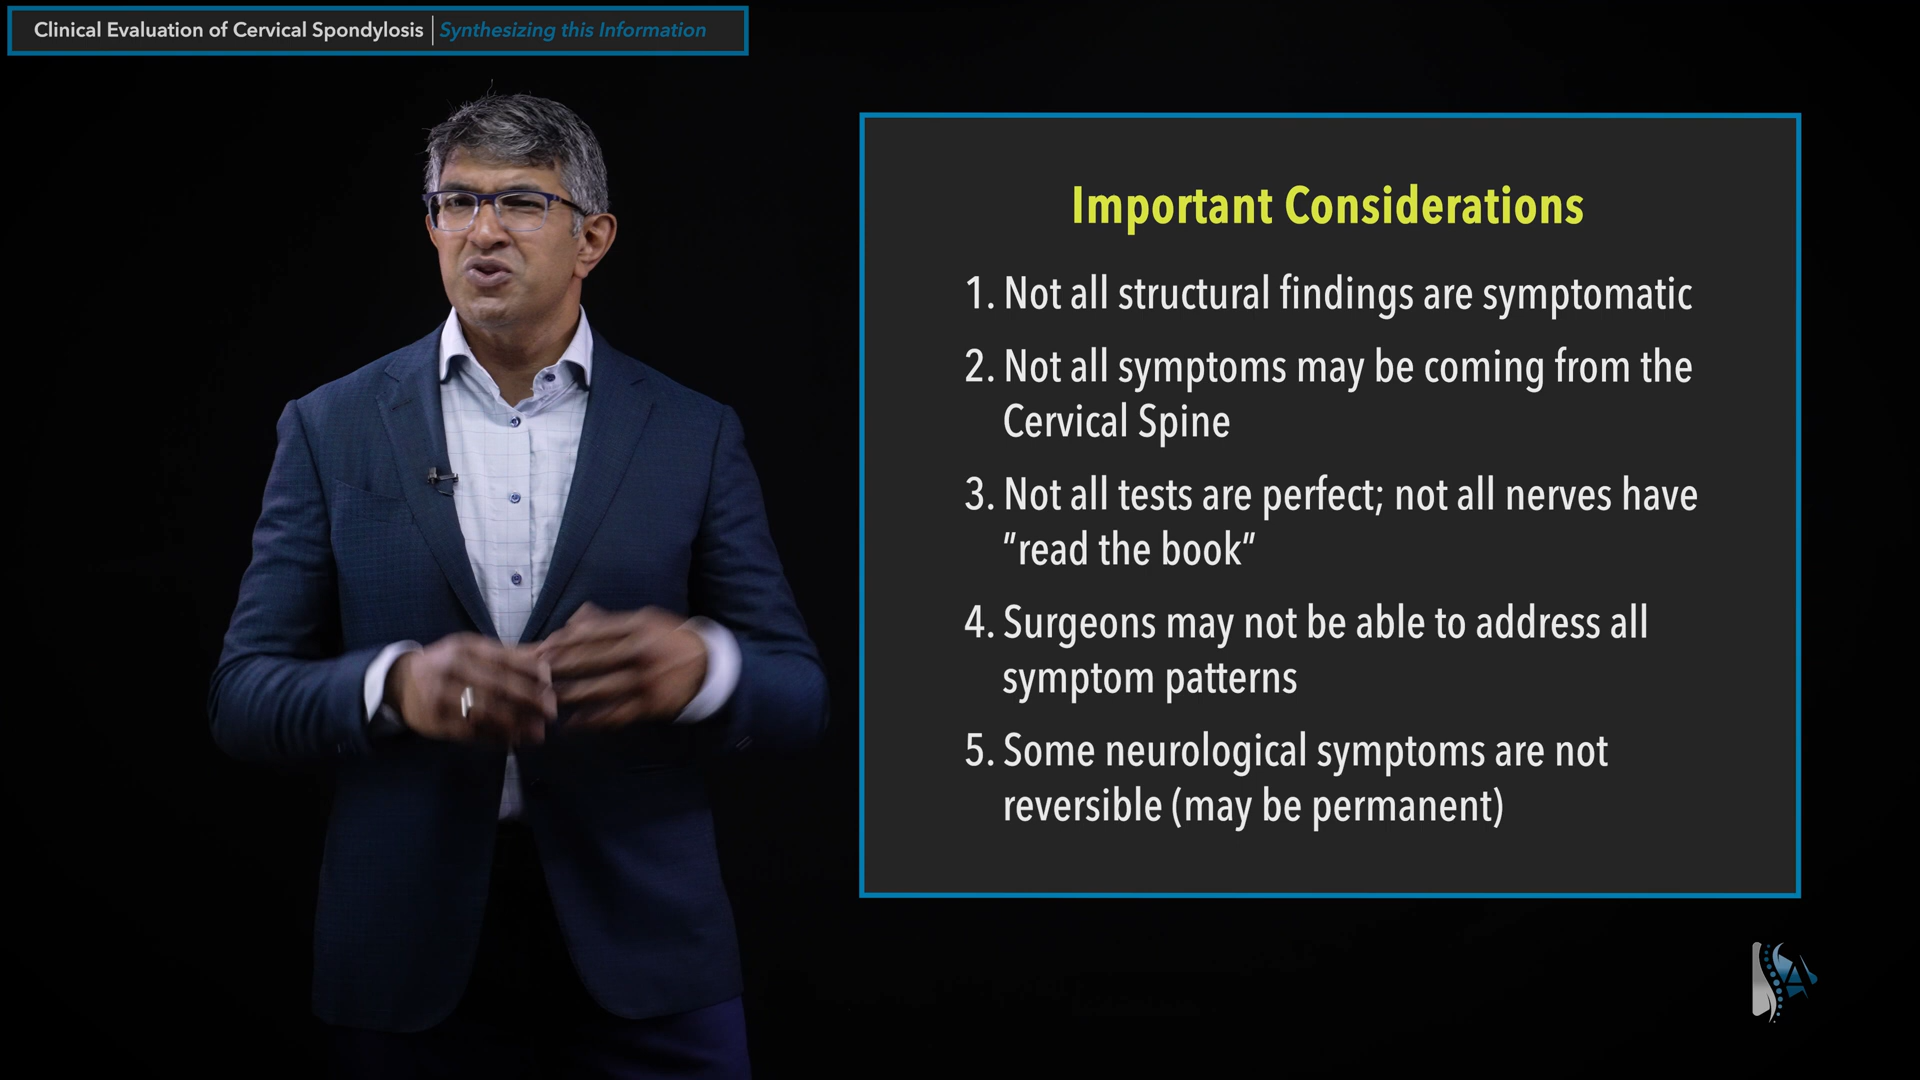 Clinical Evaluation of Cervical Spondylosis | Synthesizing this Information
Important Considerations
1. Not all structural findings are symptomatic
2. Not all symptoms may be coming from the
Cervical Spine
3. Not all tests are perfect; not all nerves have
"read the book"
4. Surgeons may not be able to address all
symptom patterns
5. Some neurological symptoms are not
reversible (may be permanent)